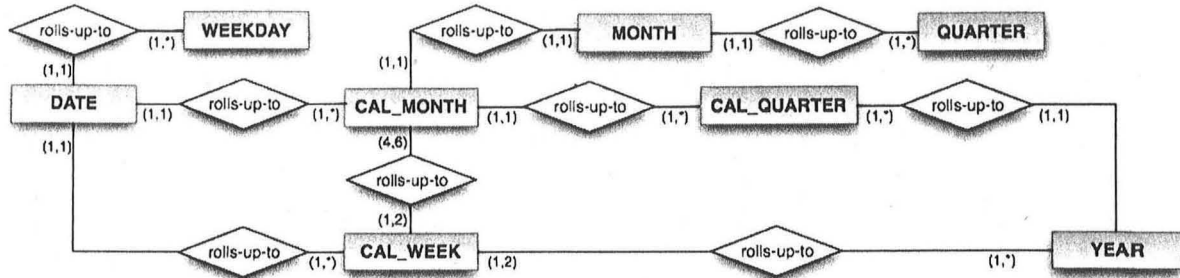 rolls-up-to (1,*) WEEKDAY rolls-up-to (1,1) MONTH (1,1) rolls-up-to (1,*) QUARTER
(1,1) (1,1)
DATE (1,1) rolls-up-to (1,*) CAL_MONTH (1,1) rolls-up-to (1,*) CAL_QUARTER (1,*) rolls-up-to (1,1)
(1,1) (4,6)
rolls-up-to
(1,2)
rolls-up-to (1,*) CAL_WEEK (1,2) rolls-up-to (1,*) YEAR